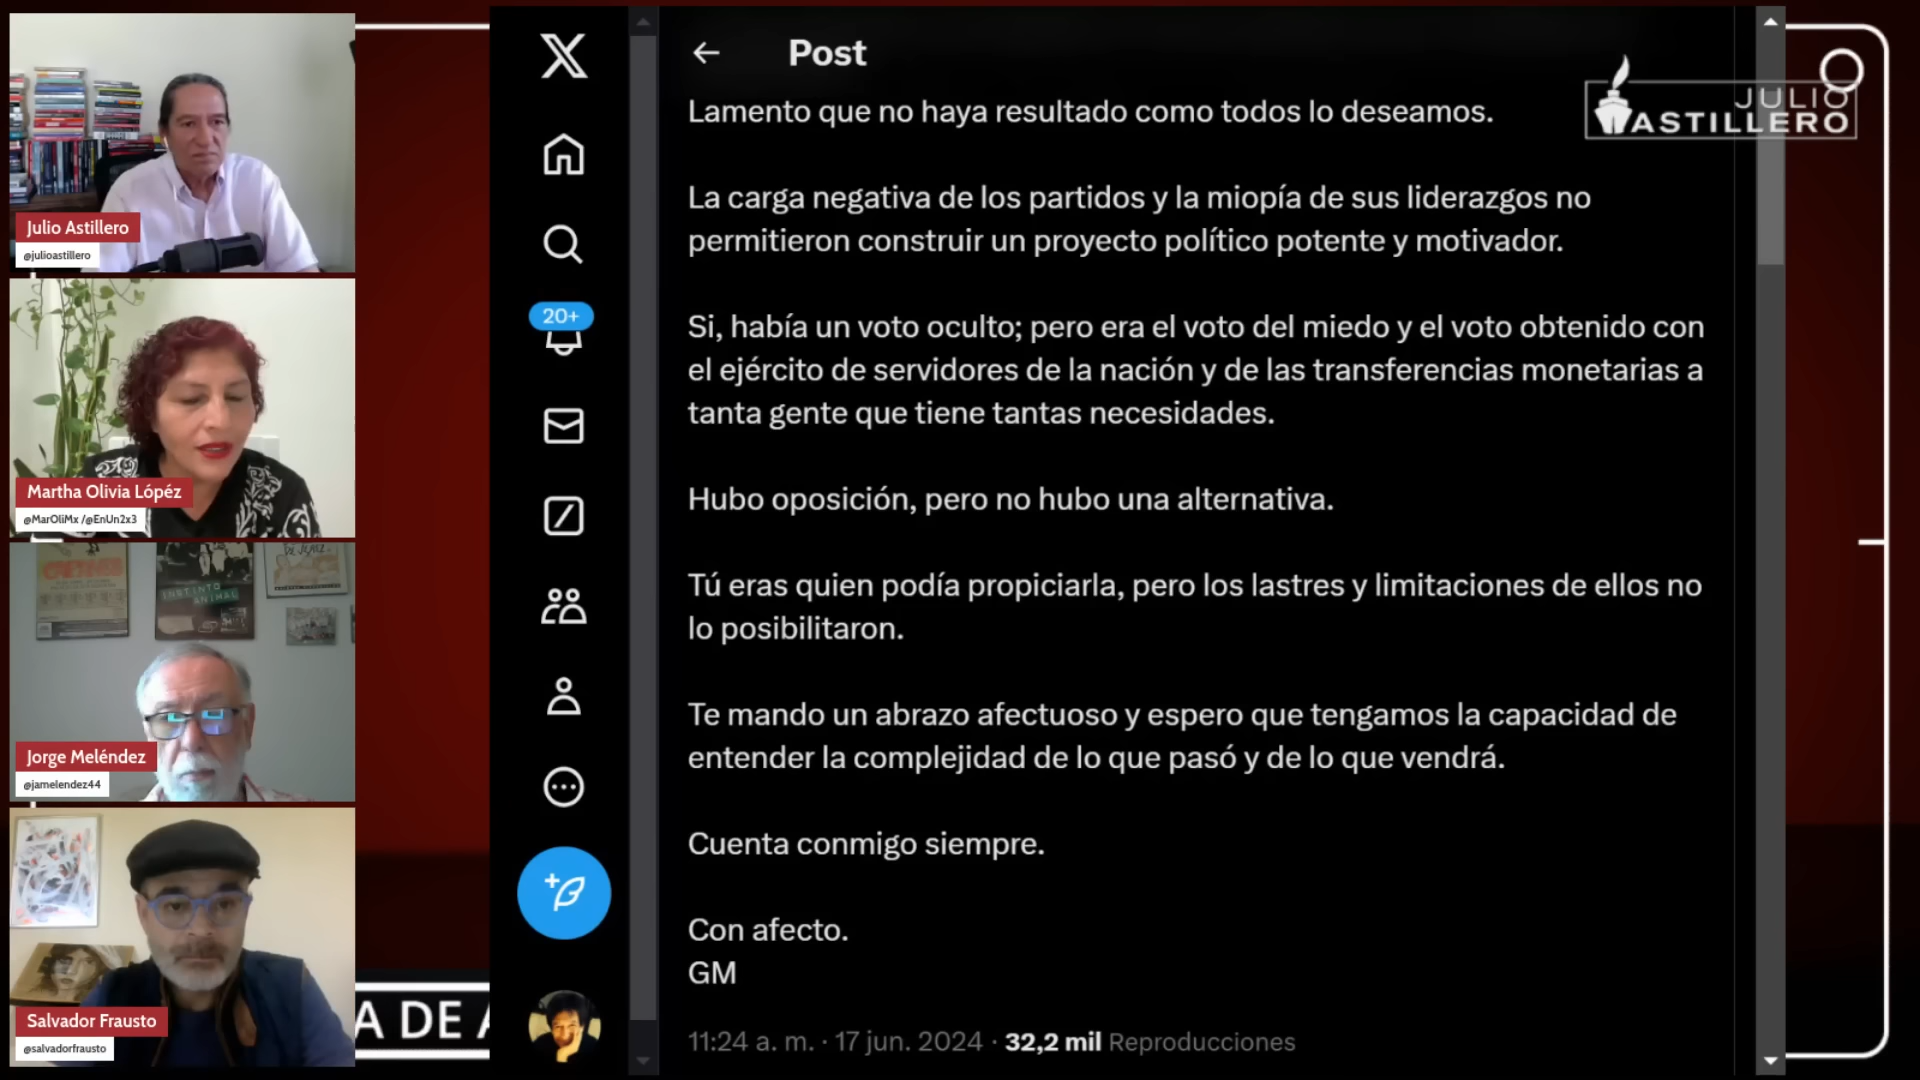 Julio Astillero
@julioastillero
INSTINTO
ANIMAL
Martha Olivia Lópéz
@MarOliMx /@EnUn2x3
Jorge Meléndez
@jamelendez44
Salvador Frausto
@salvadorfrausto
A DE A
20+
Post
JULIO
ASTILLERO
Lamento que no haya resultado como todos lo deseamos.
La carga negativa de los partidos y la miopía de sus liderazgos no
permitieron construir un proyecto político potente y motivador.
Si, había un voto oculto; pero era el voto del miedo y el voto obtenido con
el ejército de servidores de la nación y de las transferencias monetarias a
tanta gente que tiene tantas necesidades.
Hubo oposición, pero no hubo una alternativa.
Tú eras quien podía propiciarla, pero los lastres y limitaciones de ellos no
lo posibilitaron.
Te mando un abrazo afectuoso y espero que tengamos la capacidad de
entender la complejidad de lo que pasó y de lo que vendrá.
Cuenta conmigo siempre.
Con afecto.
GM
11:24 a. m. · 17 jun. 2024 · 32,2 mil Reproducciones